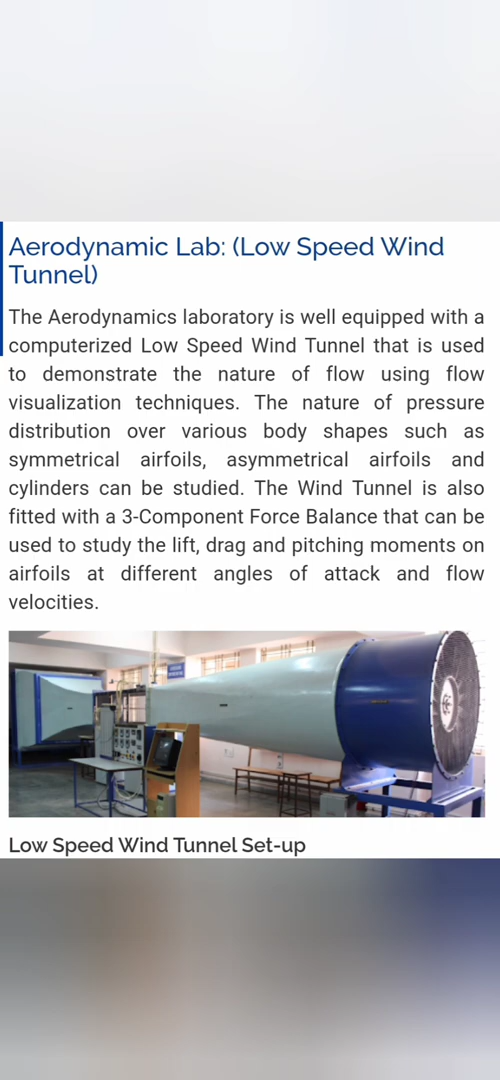 Aerodynamic Lab: (Low Speed Wind
Tunnel)
The Aerodynamics laboratory is well equipped with a
computerized Low Speed Wind Tunnel that is used
to demonstrate the nature of flow using flow
visualization techniques. The nature of pressure
distribution over various body shapes such as
symmetrical airfoils, asymmetrical airfoils and
cylinders can be studied. The Wind Tunnel is also
fitted with a 3-Component Force Balance that can be
used to study the lift, drag and pitching moments on
airfoils at different angles of attack and flow
velocities.
Low Speed Wind Tunnel Set-up